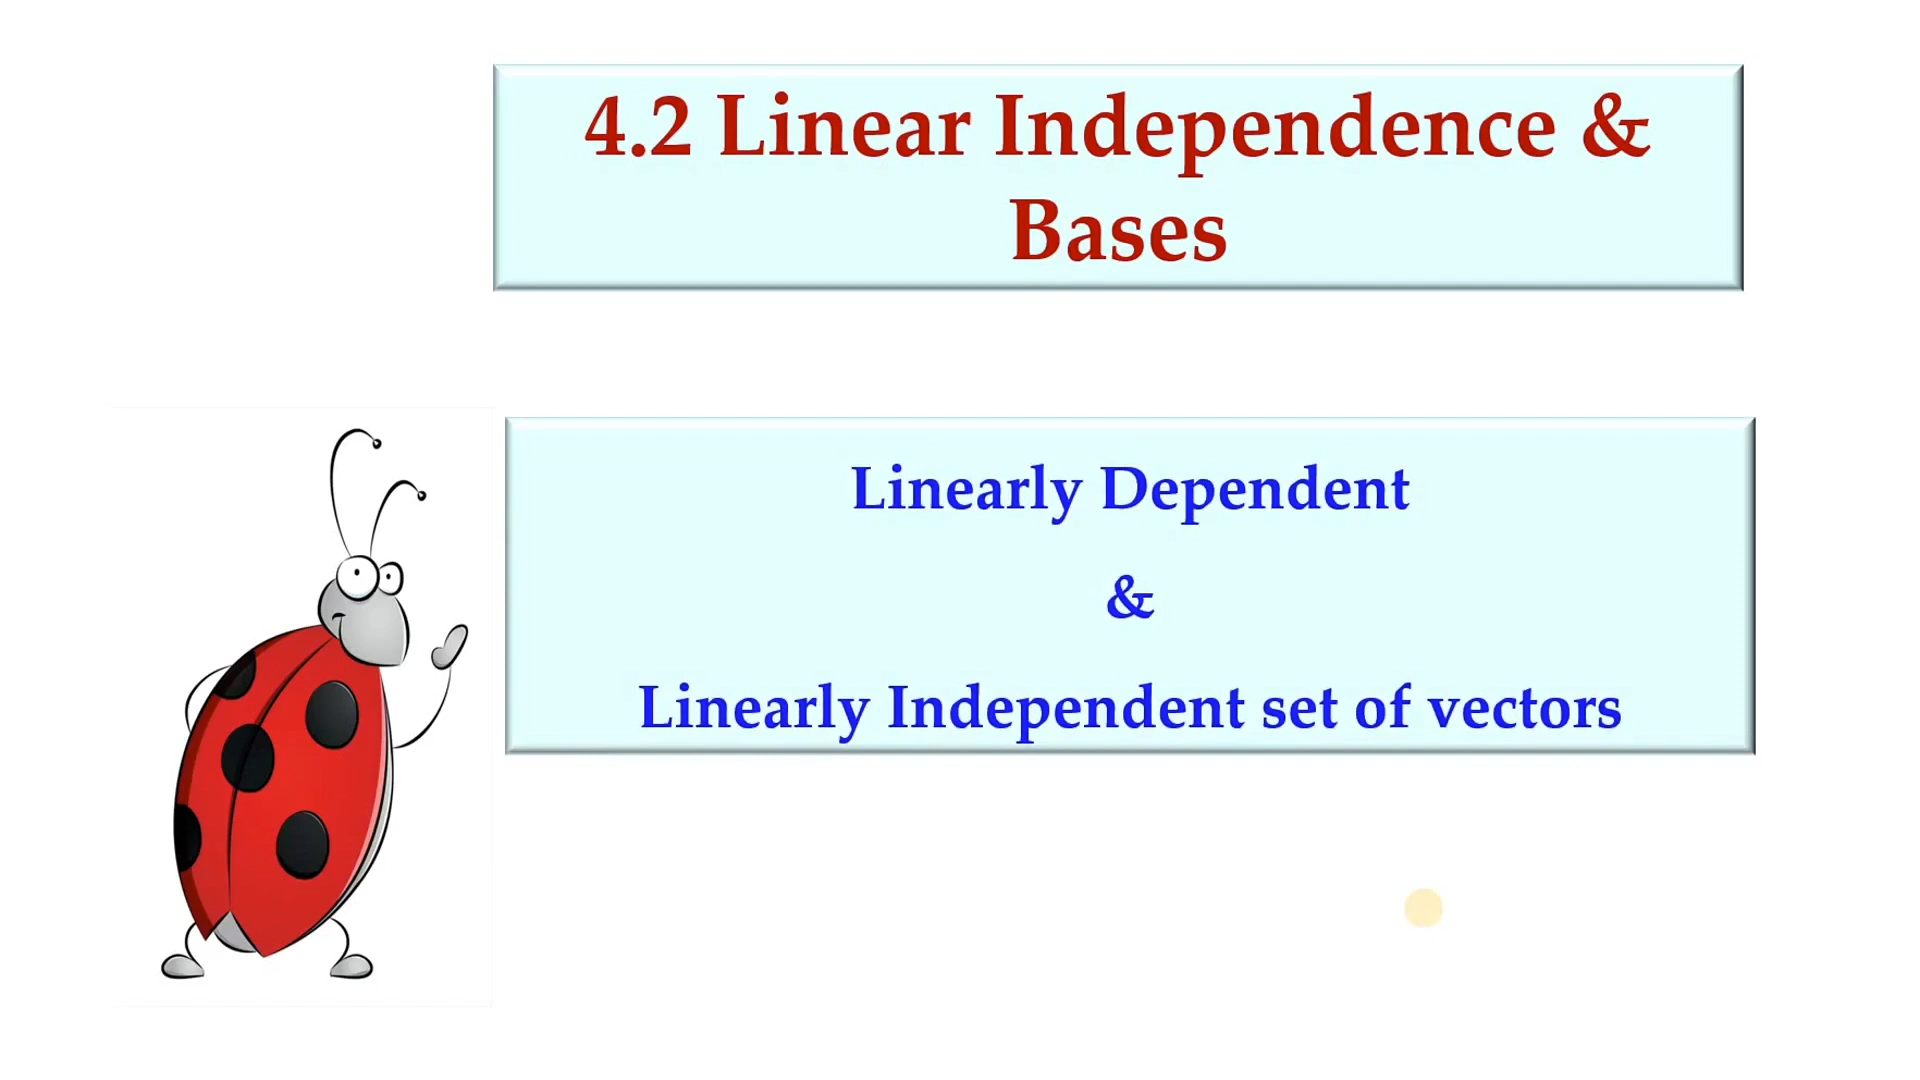 4.2 Linear Independence &
Bases
Linearly Dependent
&
Linearly Independent set of vectors